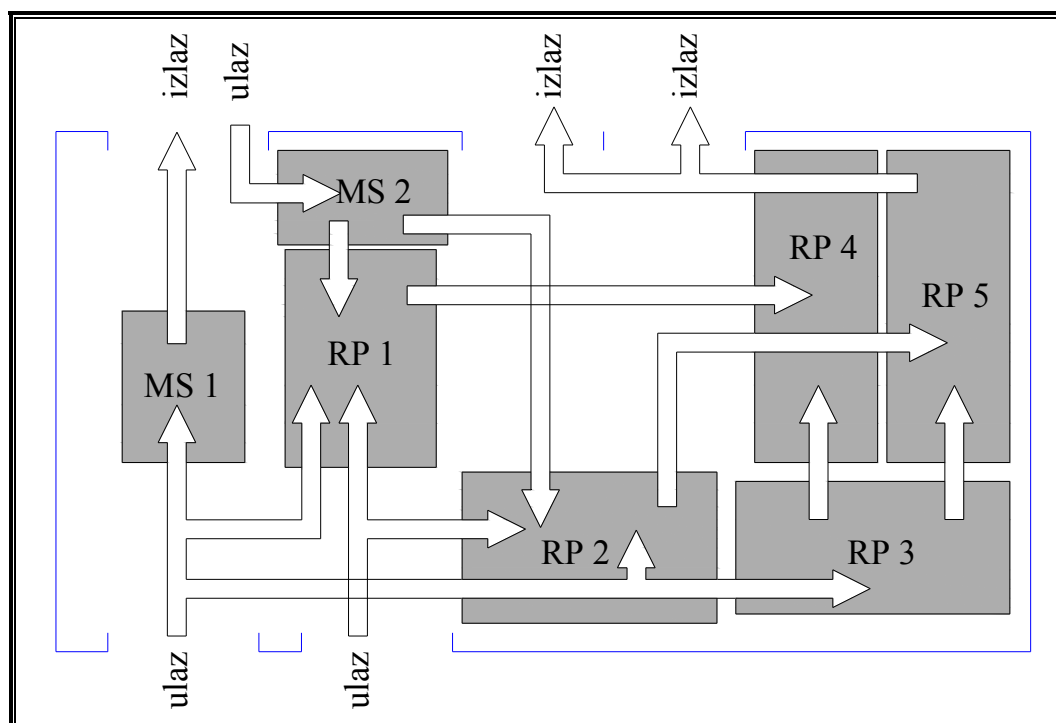 izlaz
ulaz
izlaz
izlaz
MS 2
RP 4
RP 5
RP 1
MS 1
RP 2
RP 3
ulaz
ulaz